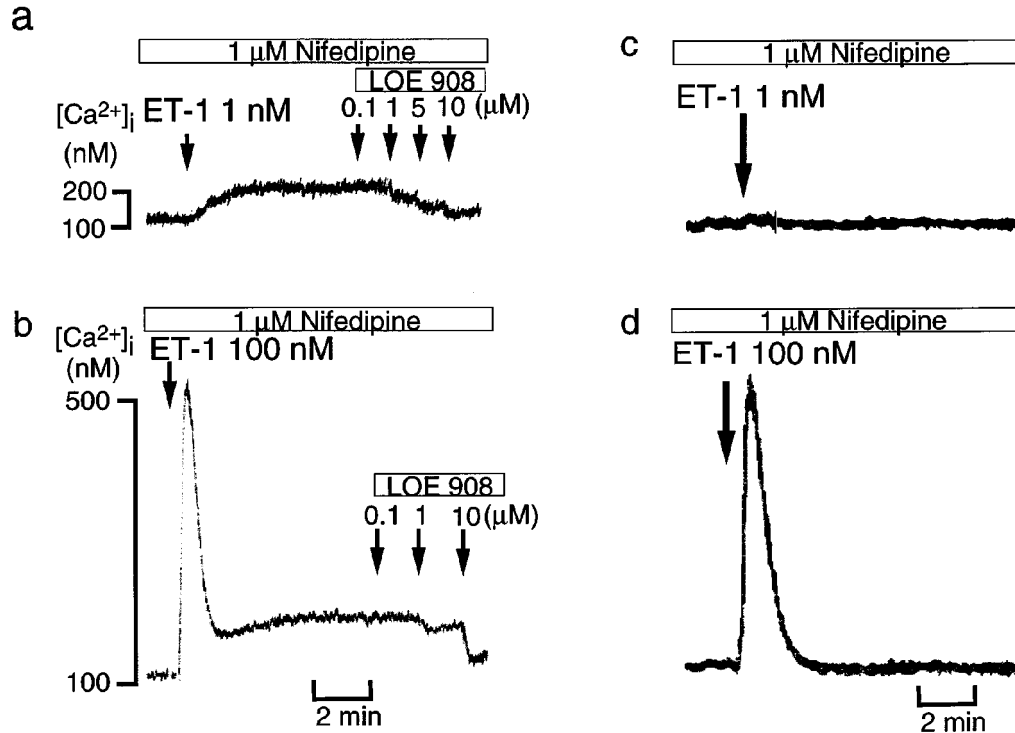 a
1 μM Nifedipine
LOE 908
[Ca²⁺]i ET-1 1 nM 0.1 1 5 10 (μM)
(nM)
200
100
b
1 μM Nifedipine
[Ca²⁺]i
(nM) ET-1 100 nM
500
LOE 908
0.1 1 10 (μM)
100
2 min
c
1 μM Nifedipine
ET-1 1 nM
d
1 μM Nifedipine
ET-1 100 nM
2 min